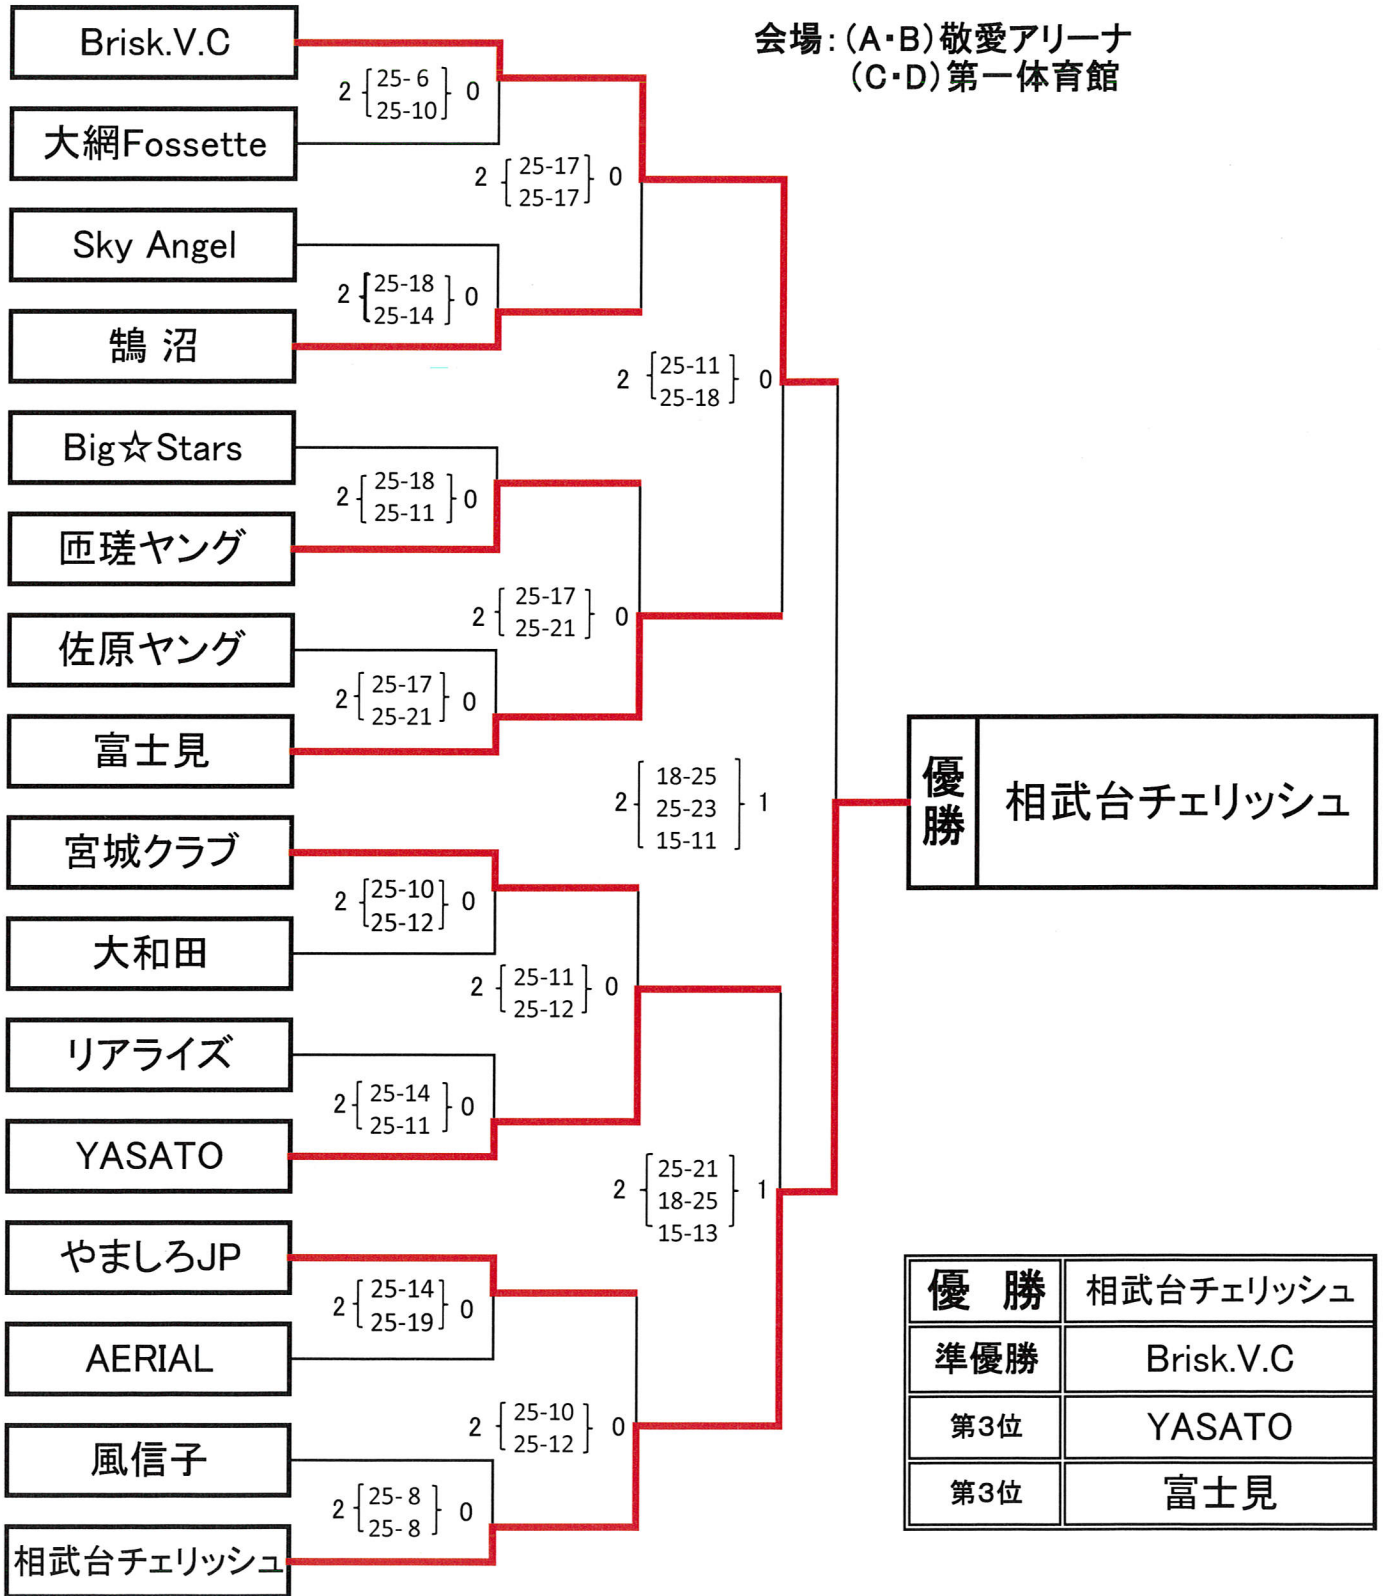 会場:(A・B)敬愛アリーナ
(C・D)第一体育館
Brisk.V.C
2 25- 6 0
25-10
大網Fossette
2 25-17 0
25-17
Sky Angel
2 25-18 0
25-14
鵠 沼
2 25-11 0
25-18
Big☆Stars
2 25-18 0
25-11
匝瑳ヤング
2 25-17 0
25-21
佐原ヤング
2 25-17 0
25-21
富士見
18-25
2 25-23 1
15-11
優勝
相武台チェリッシュ
宮城クラブ
2 25-10 0
25-12
大和田
2 25-11 0
25-12
リアライズ
2 25-14 0
25-11
YASATO
25-21
2 18-25 1
15-13
やましろJP
2 25-14 0
25-19
AERIAL
2 25-10 0
25-12
風信子
2 25- 8 0
25- 8
相武台チェリッシュ
優 勝 相武台チェリッシュ
準優勝 Brisk.V.C
第3位 YASATO
第3位 富士見